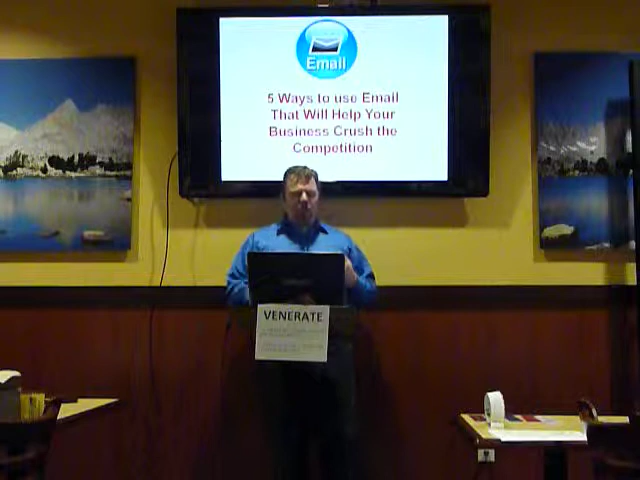 Email
5 Ways to use Email
That Will Help Your
Business Crush the
Competition
VENERATE